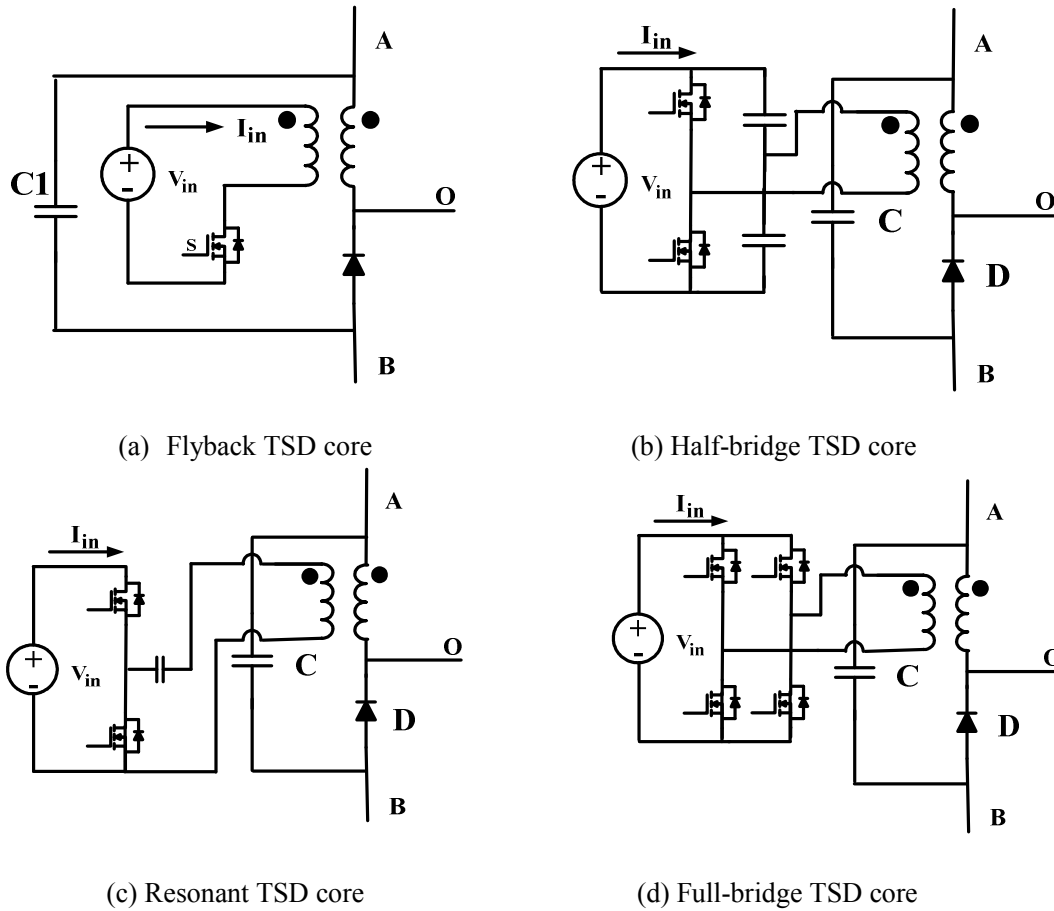 A
I_in
C1
+
-
V_in
I_in
S
O
B
(a) Flyback TSD core
I_in
A
+
-
V_in
C
O
D
B
(b) Half-bridge TSD core
I_in
A
+
-
V_in
C
O
D
B
(c) Resonant TSD core
I_in
A
+
-
V_in
C
O
D
B
(d) Full-bridge TSD core